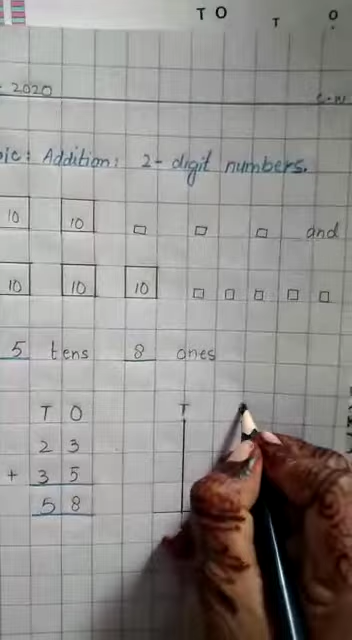 T O T O
2020 C.W
ic: Addition: 2-digit numbers.
10 10 and
10 10 10
5 tens 8 ones
T O T
2 3
+ 3 5
5 8